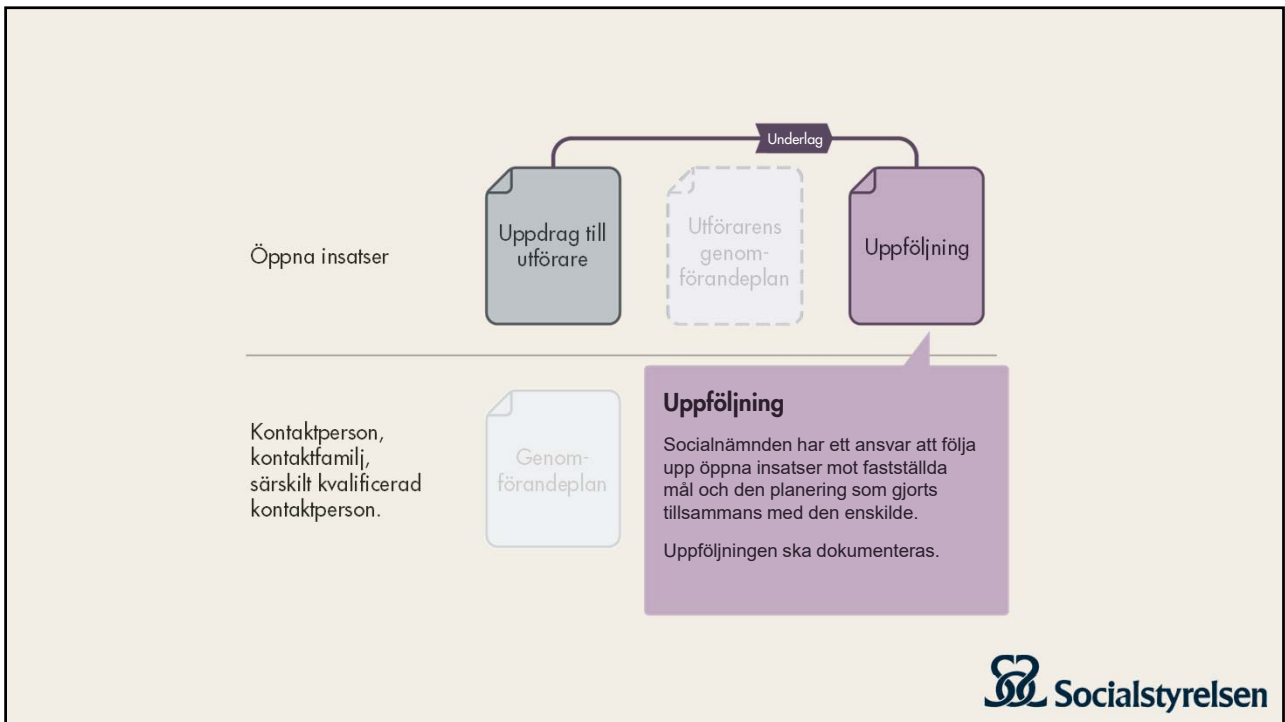 Underlag
Öppna insatser
Uppdrag till
utförare
Utförarens
genom-
förandeplan
Uppföljning
Kontaktperson,
kontaktfamilj,
särskilt kvalificerad
kontaktperson.
Genom-
förandeplan
Uppföljning
Socialnämnden har ett ansvar att följa
upp öppna insatser mot fastställda
mål och den planering som gjorts
tillsammans med den enskilde.
Uppföljningen ska dokumenteras.
Socialstyrelsen